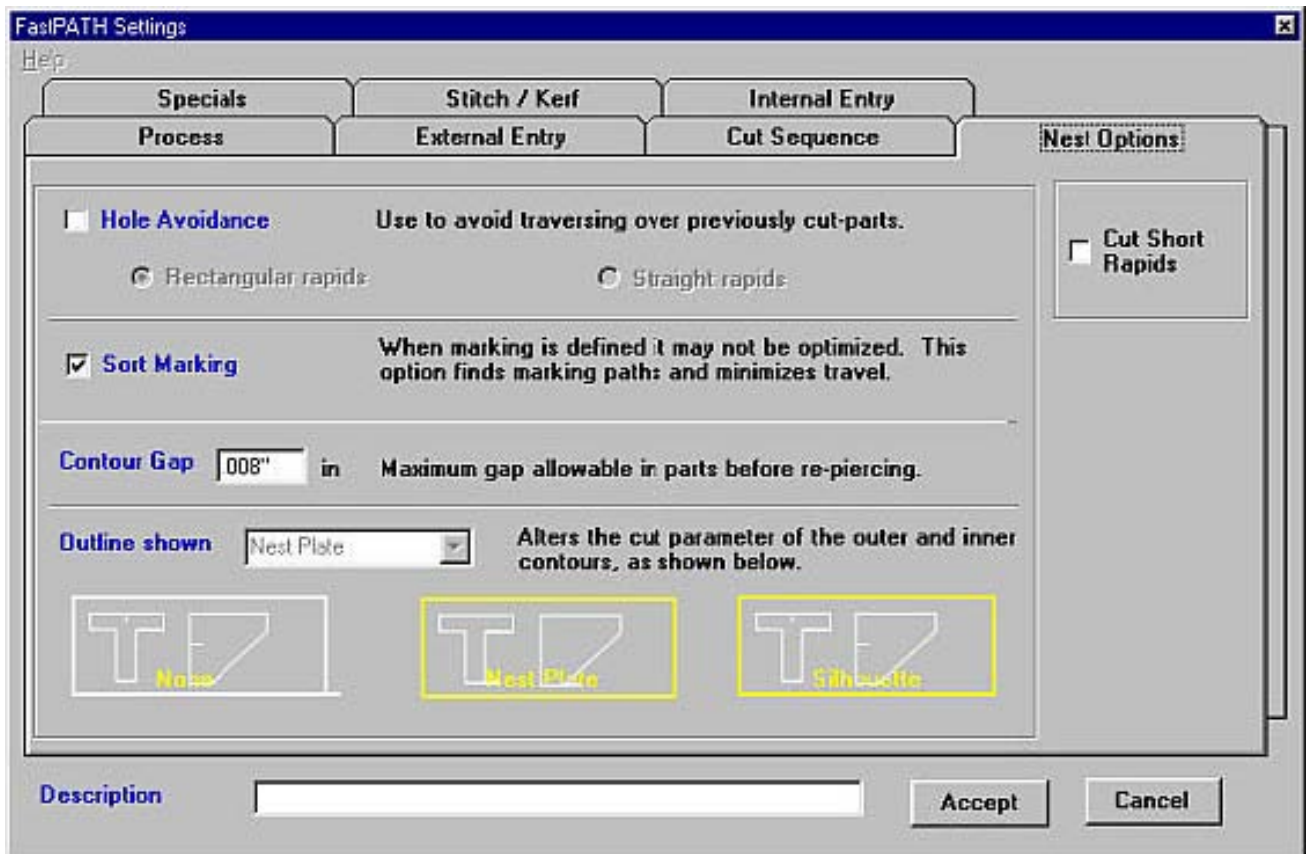 FastPATH Settings
Help
Specials
Stitch / Kerf
Internal Entry
Process
External Entry
Cut Sequence
Nest Options
Hole Avoidance
Use to avoid traversing over previously cut-parts.
Rectangular rapids
Straight rapids
Cut Short
Rapids
Sort Marking
When marking is defined it may not be optimized. This
option finds marking paths and minimizes travel.
Contour Gap
008"
in
Maximum gap allowable in parts before re-piercing.
Outline shown
Nest Plate
Alters the cut parameter of the outer and inner
contours, as shown below.
None
Nest Plate
Silhouette
Description
Accept
Cancel